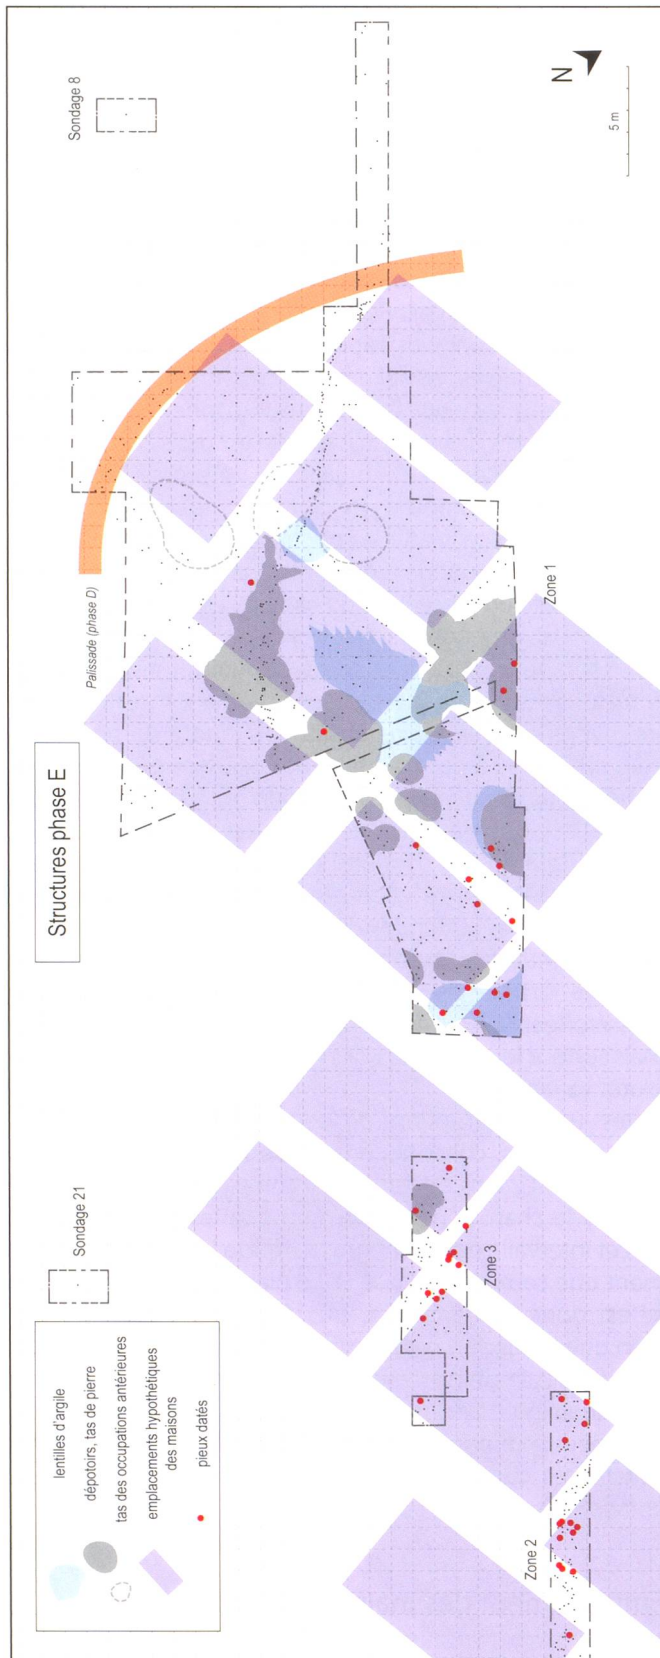 Structures phase E
Sondage 21
lentilles d'argile
dépotoirs, tas de pierre
tas des occupations antérieures
emplacements hypothétiques
des maisons
pieux datés
Palissade (phase D)
Sondage 8
N
5 m
Zone 1
Zone 3
Zone 2